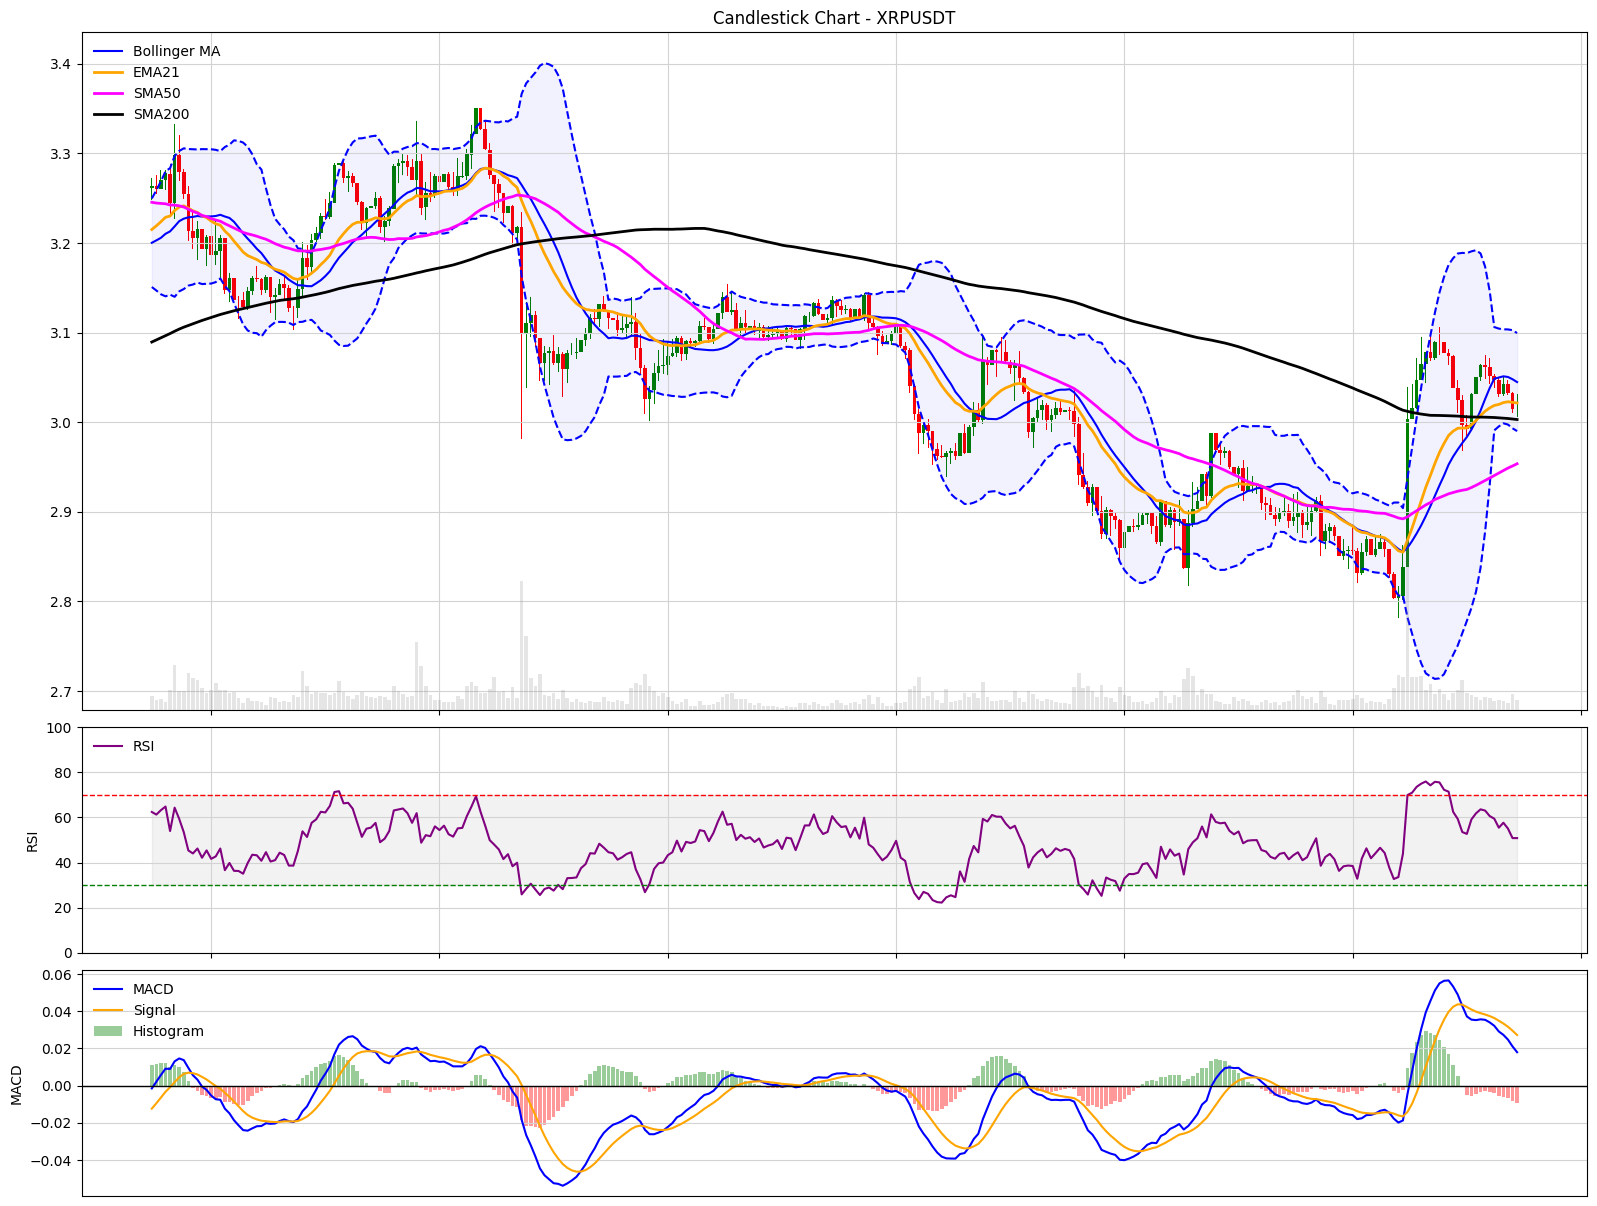 Candlestick Chart - XRPUSDT
Bollinger MA
EMA21
SMA50
SMA200
3.4
3.3
3.2
3.1
3.0
2.9
2.8
2.7
RSI
RSI
100
80
60
40
20
0
MACD
MACD
Signal
Histogram
0.06
0.04
0.02
0.00
−0.02
−0.04